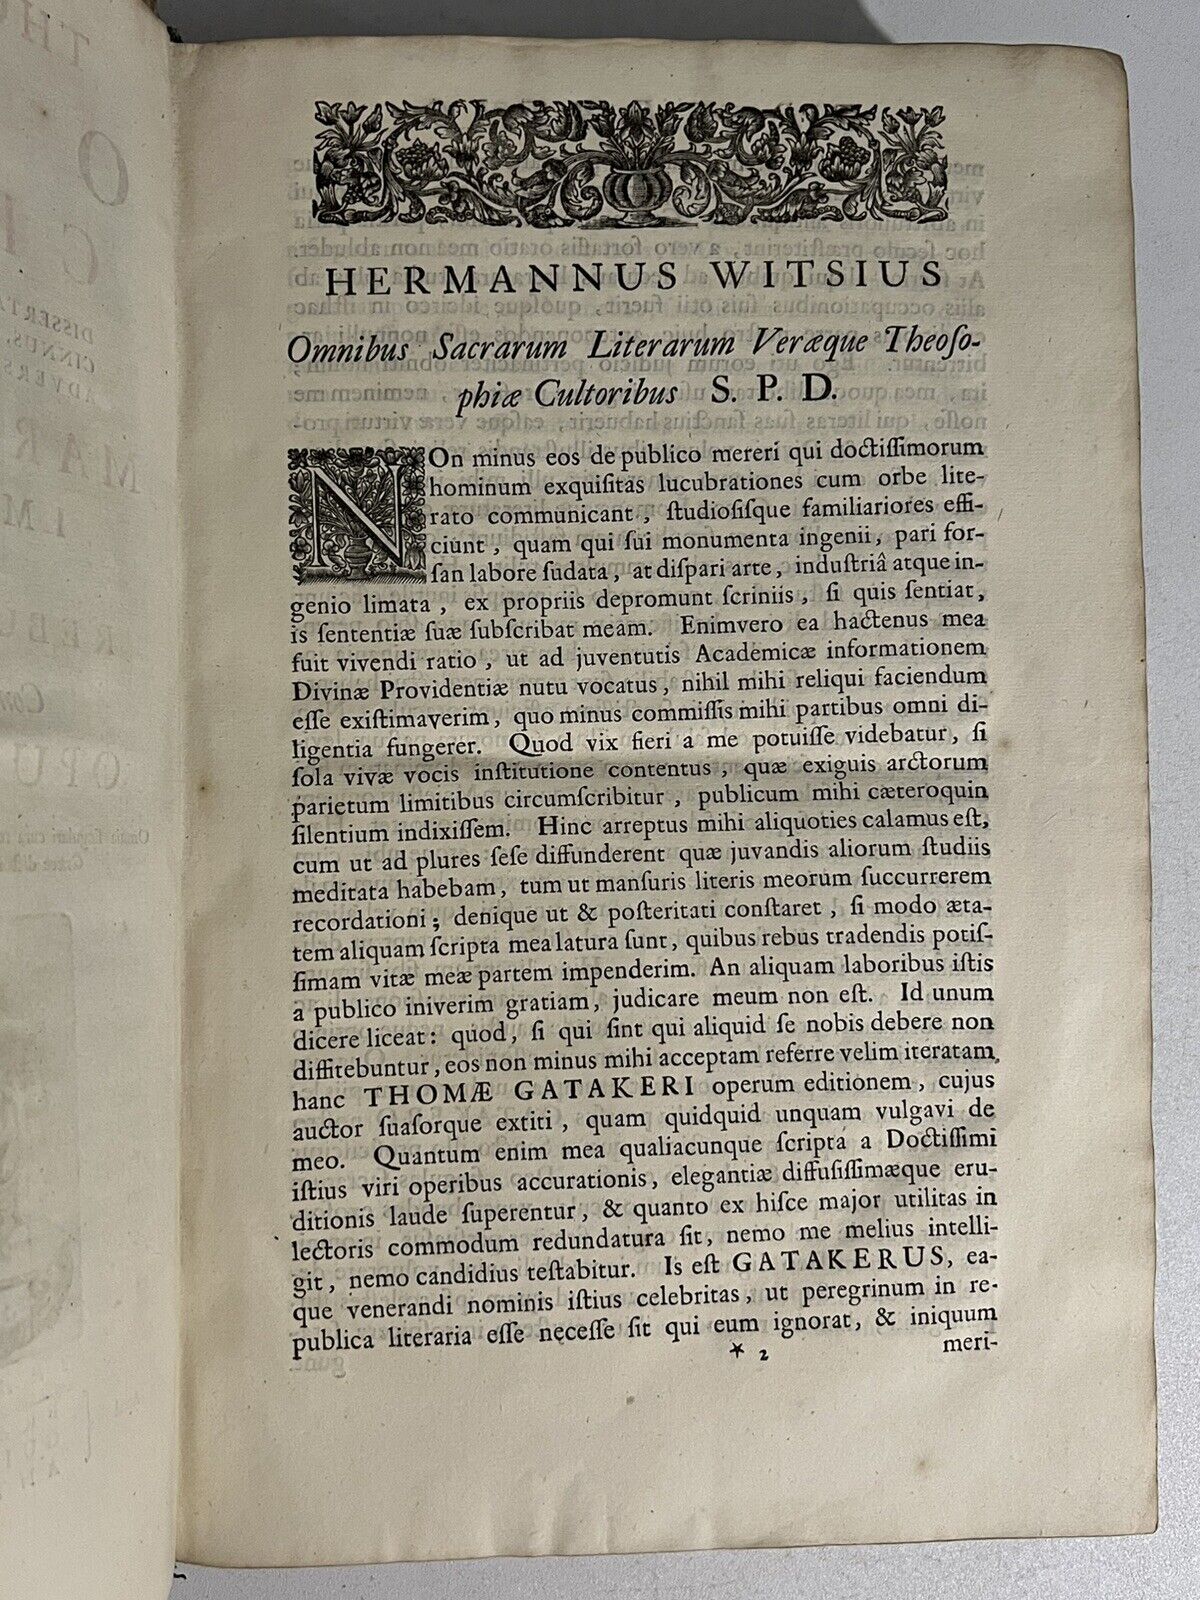 HERMANNUS WITSIUS
Omnibus Sacrarum Literarum Veræque Theoſo-
phiæ Cultoribus S. P. D.
NOn minus eos de publico mereri qui doctiſſimorum
hominum exquiſitas lucubrationes cum orbe lite-
rato communicant, ſtudioſiſque familiariores effi-
ciunt, quam qui ſui monumenta ingenii, pari for-
ſan labore ſudata, at diſpari arte, induſtriâ atque in-
genio limata, ex propriis depromunt ſcriniis, ſi quis ſentiat,
is ſententiæ ſuæ ſubſcribat meam. Enimvero ea hactenus mea
fuit vivendi ratio, ut ad juventutis Academicæ informationem
Divinæ Providentiæ nutu vocatus, nihil mihi reliqui faciendum
eſſe exiſtimaverim, quo minus commiſſis mihi partibus omni di-
ligentia fungerer. Quod vix fieri a me potuiſſe videbatur, ſi
ſola vivæ vocis inſtitutione contentus, quæ exiguis arctorum
parietum limitibus circumſcribitur, publicum mihi cæteroquin
ſilentium indixiſſem. Hinc arreptus mihi aliquoties calamus eſt,
cum ut ad plures ſeſe diffunderent quæ juvandis aliorum ſtudiis
meditata habebam, tum ut manſuris literis meorum ſuccurrerem
recordationi; denique ut & poſteritati conſtaret, ſi modo æta-
tem aliquam ſcripta mea latura ſunt, quibus rebus tradendis potiſ-
ſimam vitæ meæ partem impenderim. An aliquam laboribus iſtis
a publico iniverim gratiam, judicare meum non eſt. Id unum
dicere liceat: quod, ſi qui ſint qui aliquid ſe nobis debere non
diffitebuntur, eos non minus mihi acceptam referre velim iteratam
hanc THOMÆ GATAKERI operum editionem, cujus
auctor ſuaſorque extiti, quam quidquid unquam vulgavi de
meo. Quantum enim mea qualiacunque ſcripta a Doctiſſimi
iſtius viri operibus accurationis, elegantiæ diffuſiſſimæque eru-
ditionis laude ſuperentur, & quanto ex hiſce major utilitas in
lectoris commodum redundatura ſit, nemo me melius intelli-
git, nemo candidius teſtabitur. Is eſt GATAKERUS, ea-
que venerandi nominis iſtius celebritas, ut peregrinum in re-
publica literaria eſſe neceſſe ſit qui eum ignorat, & iniquum
* 2 meri-